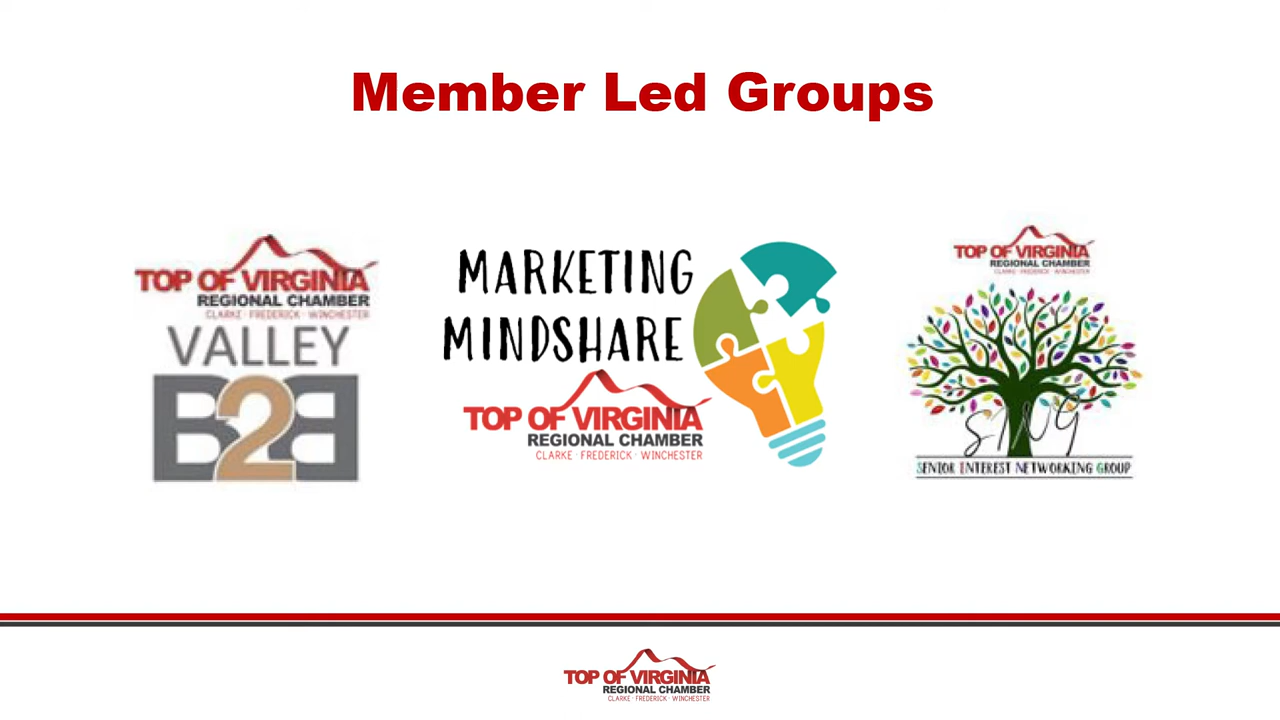 Member Led Groups
TOP OF VIRGINIA
REGIONAL CHAMBER
CLARKE · FREDERICK · WINCHESTER
VALLEY
B2B
MARKETING
MINDSHARE
TOP OF VIRGINIA
REGIONAL CHAMBER
CLARKE · FREDERICK · WINCHESTER
TOP OF VIRGINIA
REGIONAL CHAMBER
CLARKE · FREDERICK · WINCHESTER
SING
SENIOR INTEREST NETWORKING GROUP
TOP OF VIRGINIA
REGIONAL CHAMBER
CLARKE · FREDERICK · WINCHESTER